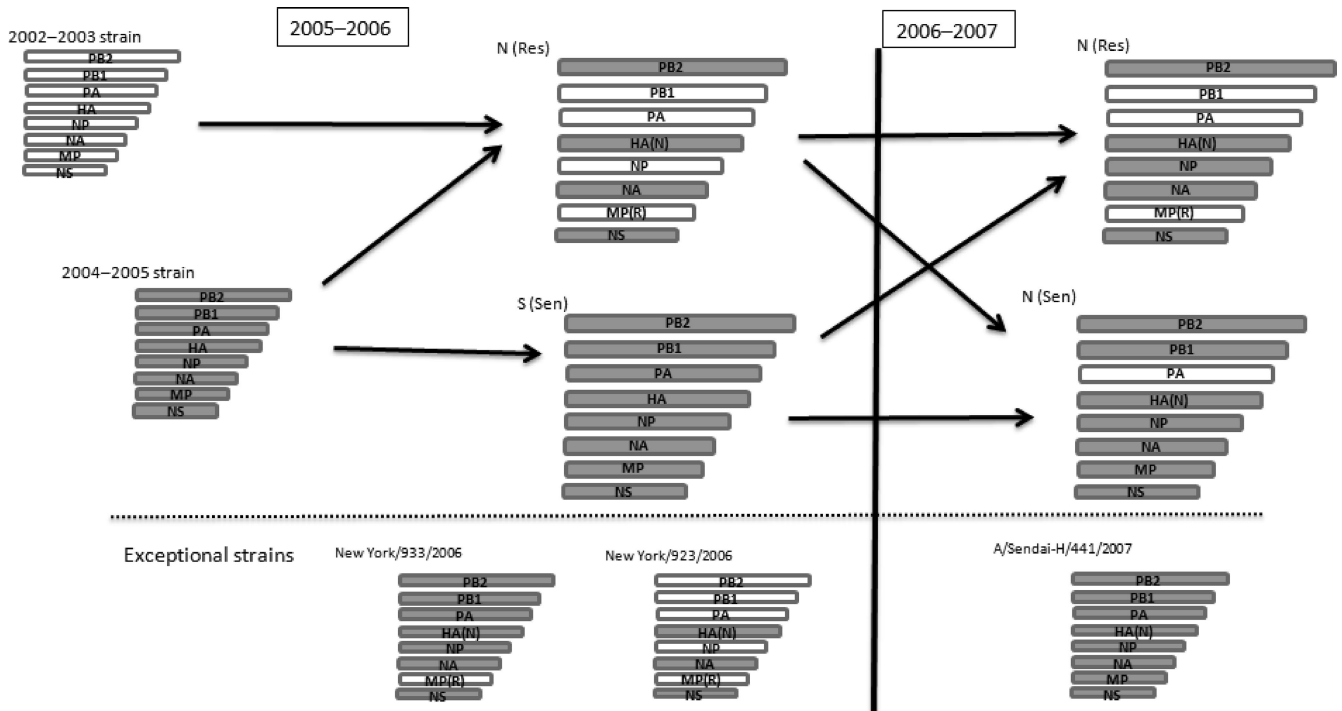 2005–2006
2006–2007
2002–2003 strain
PB2
PB1
PA
HA
NP
NA
MP
NS
2004–2005 strain
PB2
PB1
PA
HA
NP
NA
MP
NS
N (Res)
PB2
PB1
PA
HA(N)
NP
NA
MP(R)
NS
S (Sen)
PB2
PB1
PA
HA
NP
NA
MP
NS
N (Res)
PB2
PB1
PA
HA(N)
NP
NA
MP(R)
NS
N (Sen)
PB2
PB1
PA
HA(N)
NP
NA
MP
NS
Exceptional strains
New York/933/2006
PB2
PB1
PA
HA(N)
NP
NA
MP(R)
NS
New York/923/2006
PB2
PB1
PA
HA(N)
NP
NA
MP(R)
NS
A/Sendai-H/441/2007
PB2
PB1
PA
HA(N)
NP
NA
MP
NS